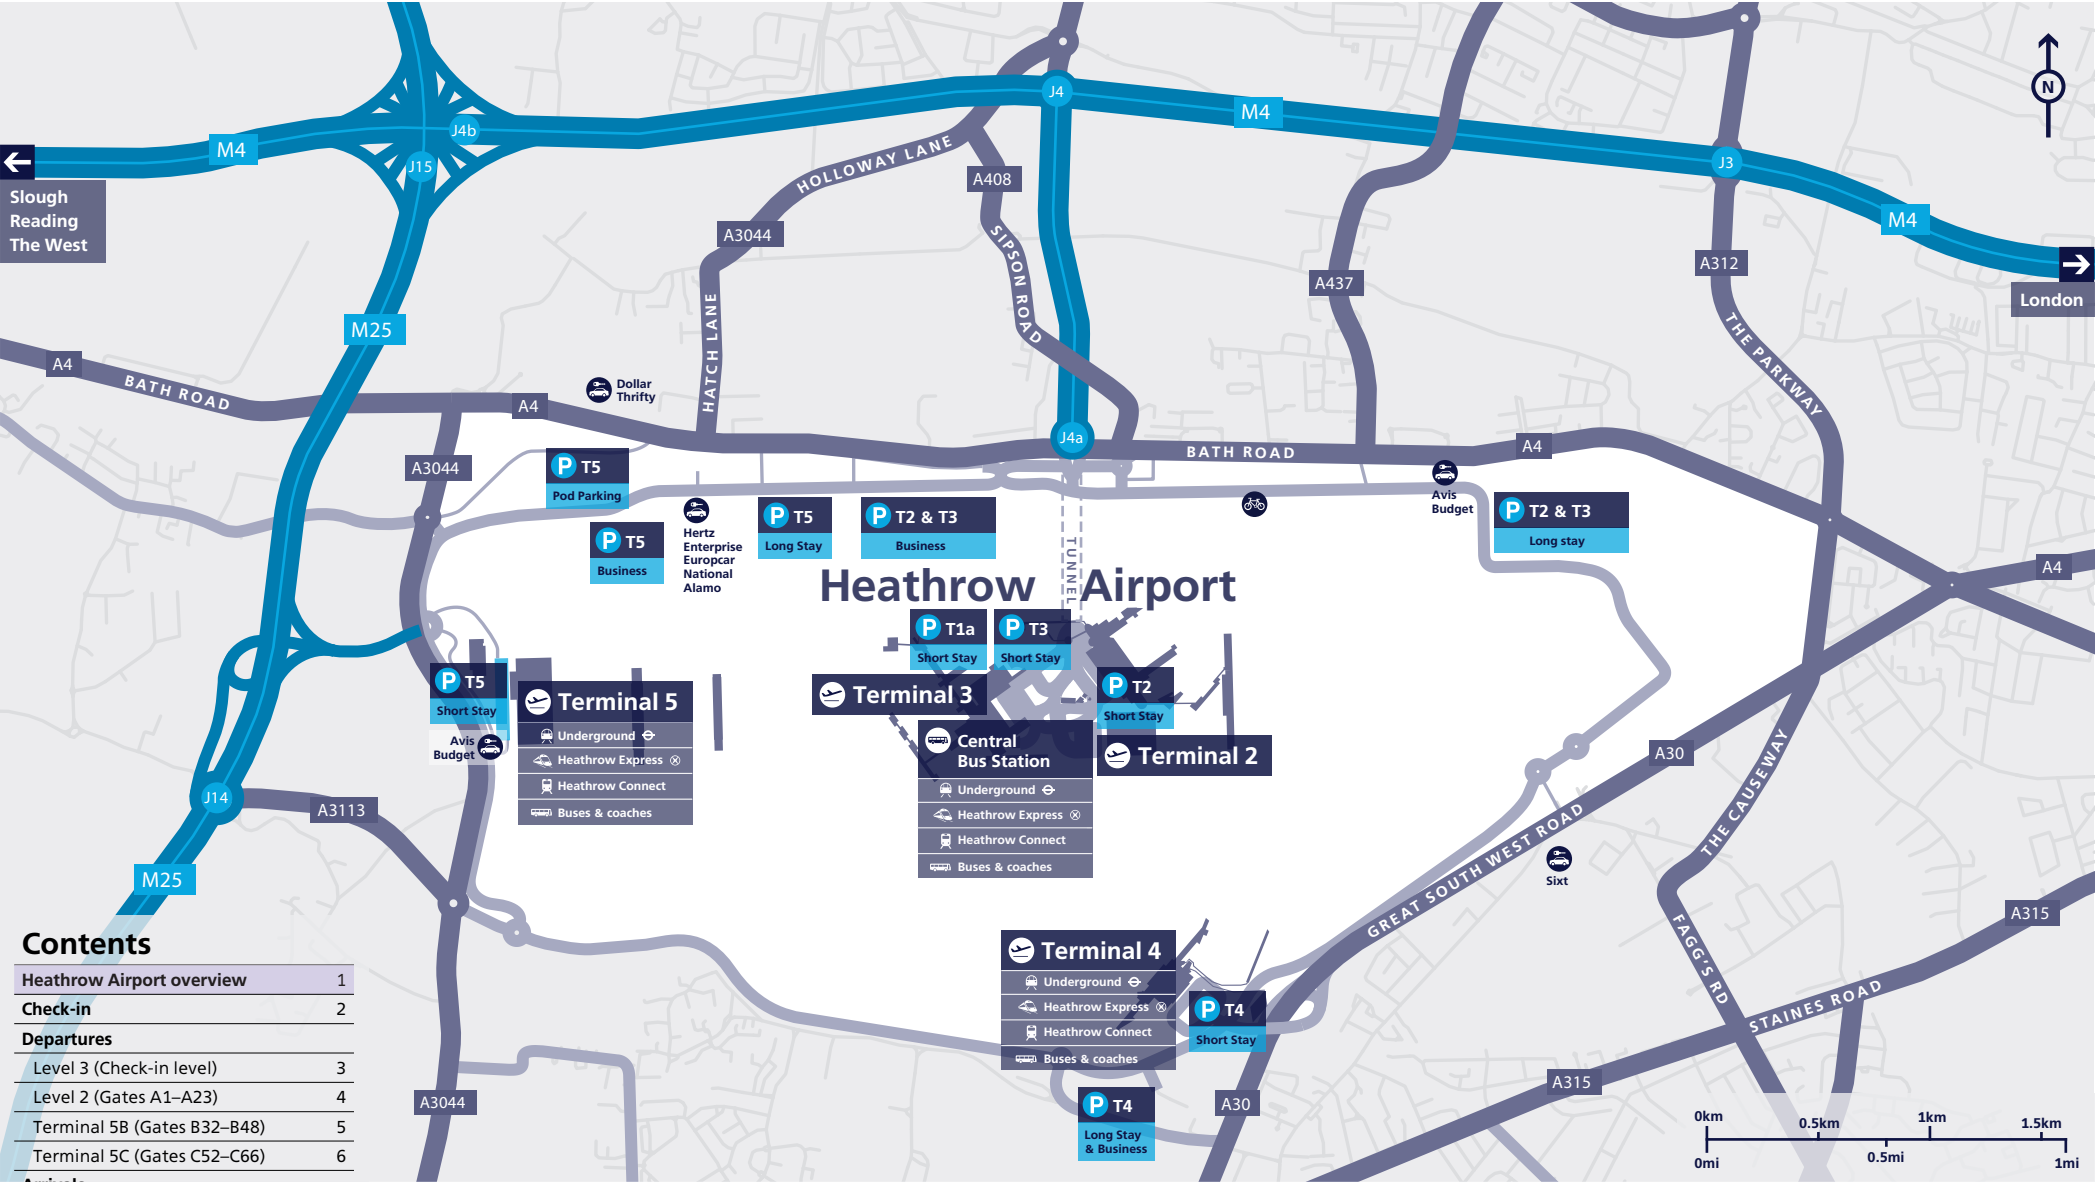 N
J4
M4
J4b
M4
J15
J3
Slough
Reading
The West
HOLLOWAY LANE
A408
M4
A3044
SIPSON ROAD
A437
A312
London
M25
HATCH LANE
THE PARKWAY
A4
BATH ROAD
Dollar
Thrifty
A4
J4a
BATH ROAD
A4
A3044
P T5
Pod Parking
Avis
Budget
P T5
Business
Hertz
Enterprise
Europcar
National
Alamo
P T5
Long Stay
P T2 & T3
Business
TUNNEL
P T2 & T3
Long stay
A4
Heathrow Airport
P T1a
Short Stay
P T3
Short Stay
P T5
Short Stay
Avis
Budget
Terminal 5
Underground
Heathrow Express
Heathrow Connect
Buses & coaches
Terminal 3
P T2
Short Stay
Terminal 2
Central
Bus Station
Underground
Heathrow Express
Heathrow Connect
Buses & coaches
A30
THE CAUSEWAY
J14
A3113
GREAT SOUTH WEST ROAD
Sixt
M25
A315
FAGG'S RD
STAINES ROAD
Terminal 4
Underground
Heathrow Express
Heathrow Connect
Buses & coaches
P T4
Short Stay
A315
A3044
P T4
Long Stay
& Business
A30
0km
0.5km
1km
1.5km
0mi
0.5mi
1mi
Contents
Heathrow Airport overview 1
Check-in 2
Departures
Level 3 (Check-in level) 3
Level 2 (Gates A1–A23) 4
Terminal 5B (Gates B32–B48) 5
Terminal 5C (Gates C52–C66) 6